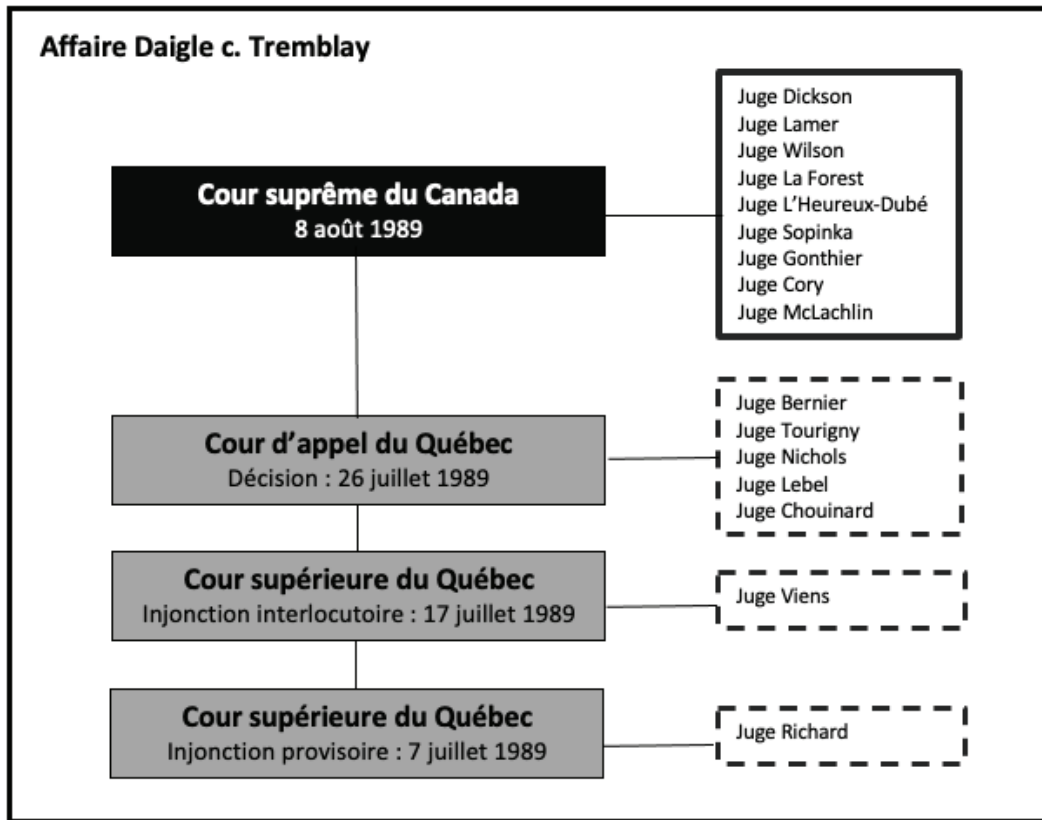 Affaire Daigle c. Tremblay
Cour suprême du Canada
8 août 1989
Juge Dickson
Juge Lamer
Juge Wilson
Juge La Forest
Juge L’Heureux-Dubé
Juge Sopinka
Juge Gonthier
Juge Cory
Juge McLachlin
Cour d’appel du Québec
Décision : 26 juillet 1989
Juge Bernier
Juge Tourigny
Juge Nichols
Juge Lebel
Juge Chouinard
Cour supérieure du Québec
Injonction interlocutoire : 17 juillet 1989
Juge Viens
Cour supérieure du Québec
Injonction provisoire : 7 juillet 1989
Juge Richard